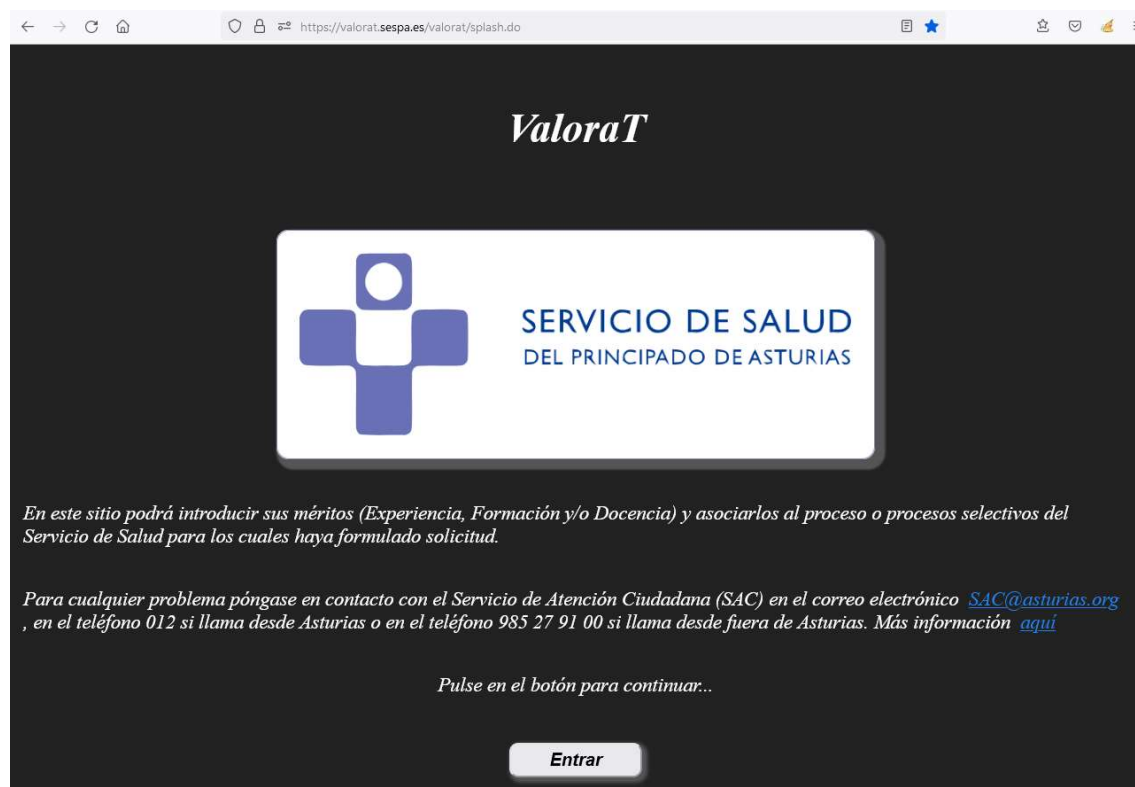 https://valorat.sespa.es/valorat/splash.do
ValoraT
SERVICIO DE SALUD
DEL PRINCIPADO DE ASTURIAS
En este sitio podrá introducir sus méritos (Experiencia, Formación y/o Docencia) y asociarlos al proceso o procesos selectivos del
Servicio de Salud para los cuales haya formulado solicitud.
Para cualquier problema póngase en contacto con el Servicio de Atención Ciudadana (SAC) en el correo electrónico SAC@asturias.org
, en el teléfono 012 si llama desde Asturias o en el teléfono 985 27 91 00 si llama desde fuera de Asturias. Más información aquí
Pulse en el botón para continuar...
Entrar